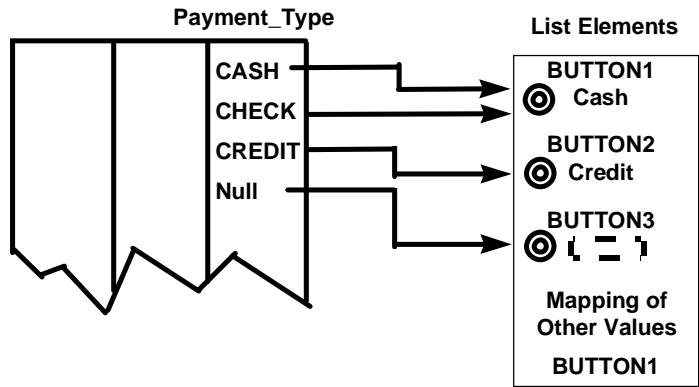 Payment_Type
List Elements
CASH
CHECK
CREDIT
Null
BUTTON1
Cash
BUTTON2
Credit
BUTTON3
Mapping of
Other Values
BUTTON1